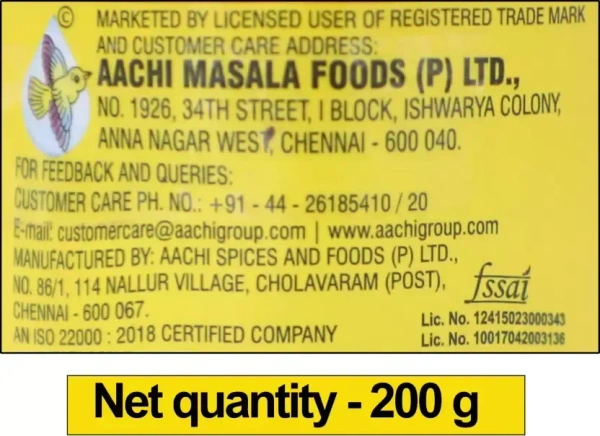 © MARKETED BY LICENSED USER OF REGISTERED TRADE MARK
AND CUSTOMER CARE ADDRESS:
AACHI MASALA FOODS (P) LTD.,
NO. 1926, 34TH STREET, I BLOCK, ISHWARYA COLONY,
ANNA NAGAR WEST, CHENNAI - 600 040.
FOR FEEDBACK AND QUERIES:
CUSTOMER CARE PH. NO.: +91 - 44 - 26185410 / 20
E-mail: customercare@aachigroup.com | www.aachigroup.com
MANUFACTURED BY: AACHI SPICES AND FOODS (P) LTD.,
NO. 86/1, 114 NALLUR VILLAGE, CHOLAVARAM (POST),
CHENNAI - 600 067.
AN ISO 22000 : 2018 CERTIFIED COMPANY
fssai
Lic. No. 12415023000343
Lic. No. 10017042003136
Net quantity - 200 g